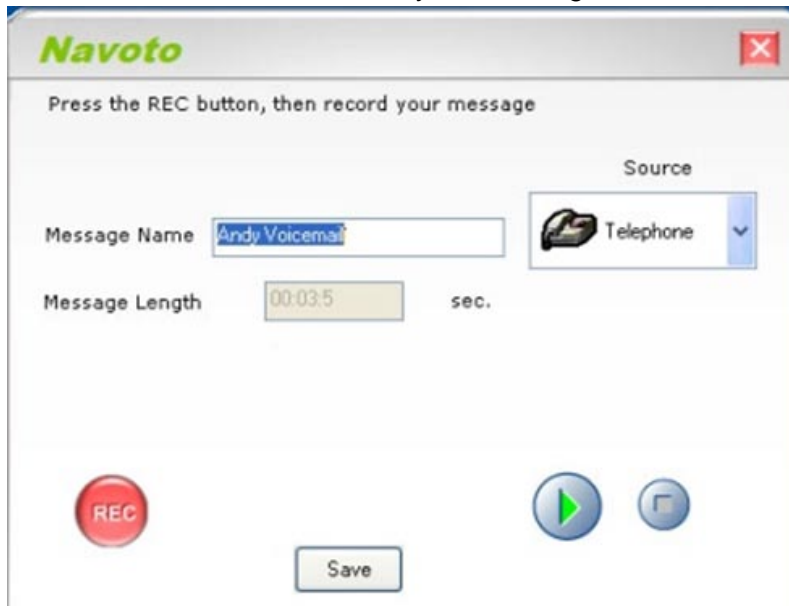 Navoto
Press the REC button, then record your message
Source
Message Name Andy Voicemail Telephone
Message Length 00:03:5 sec.
REC
Save